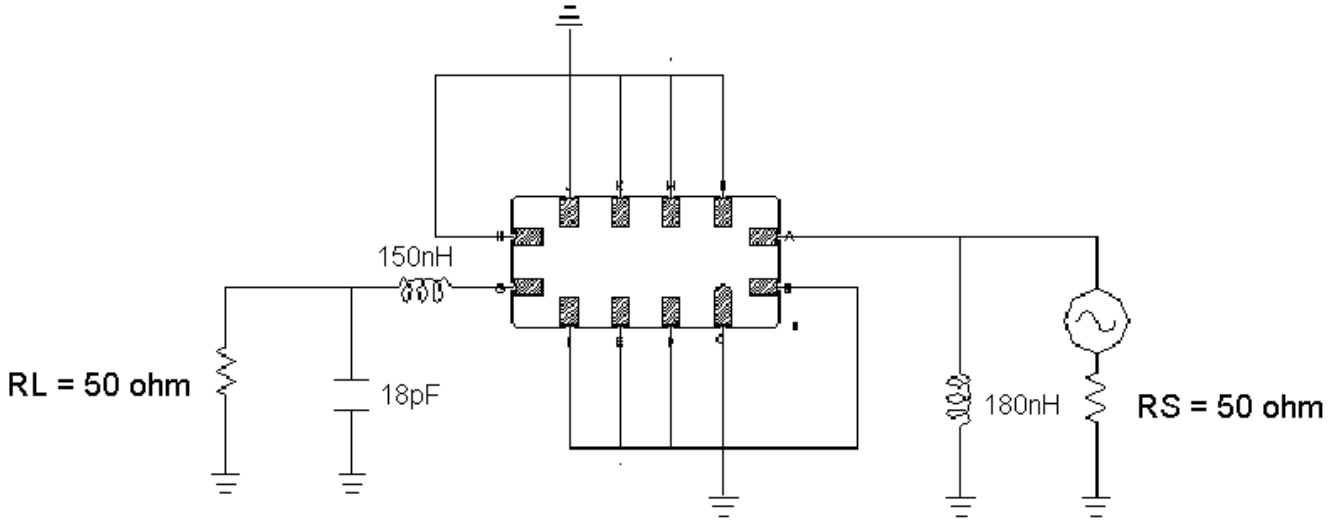 K
A
150nH
E
RL = 50 ohm
18pF
180nH
RS = 50 ohm